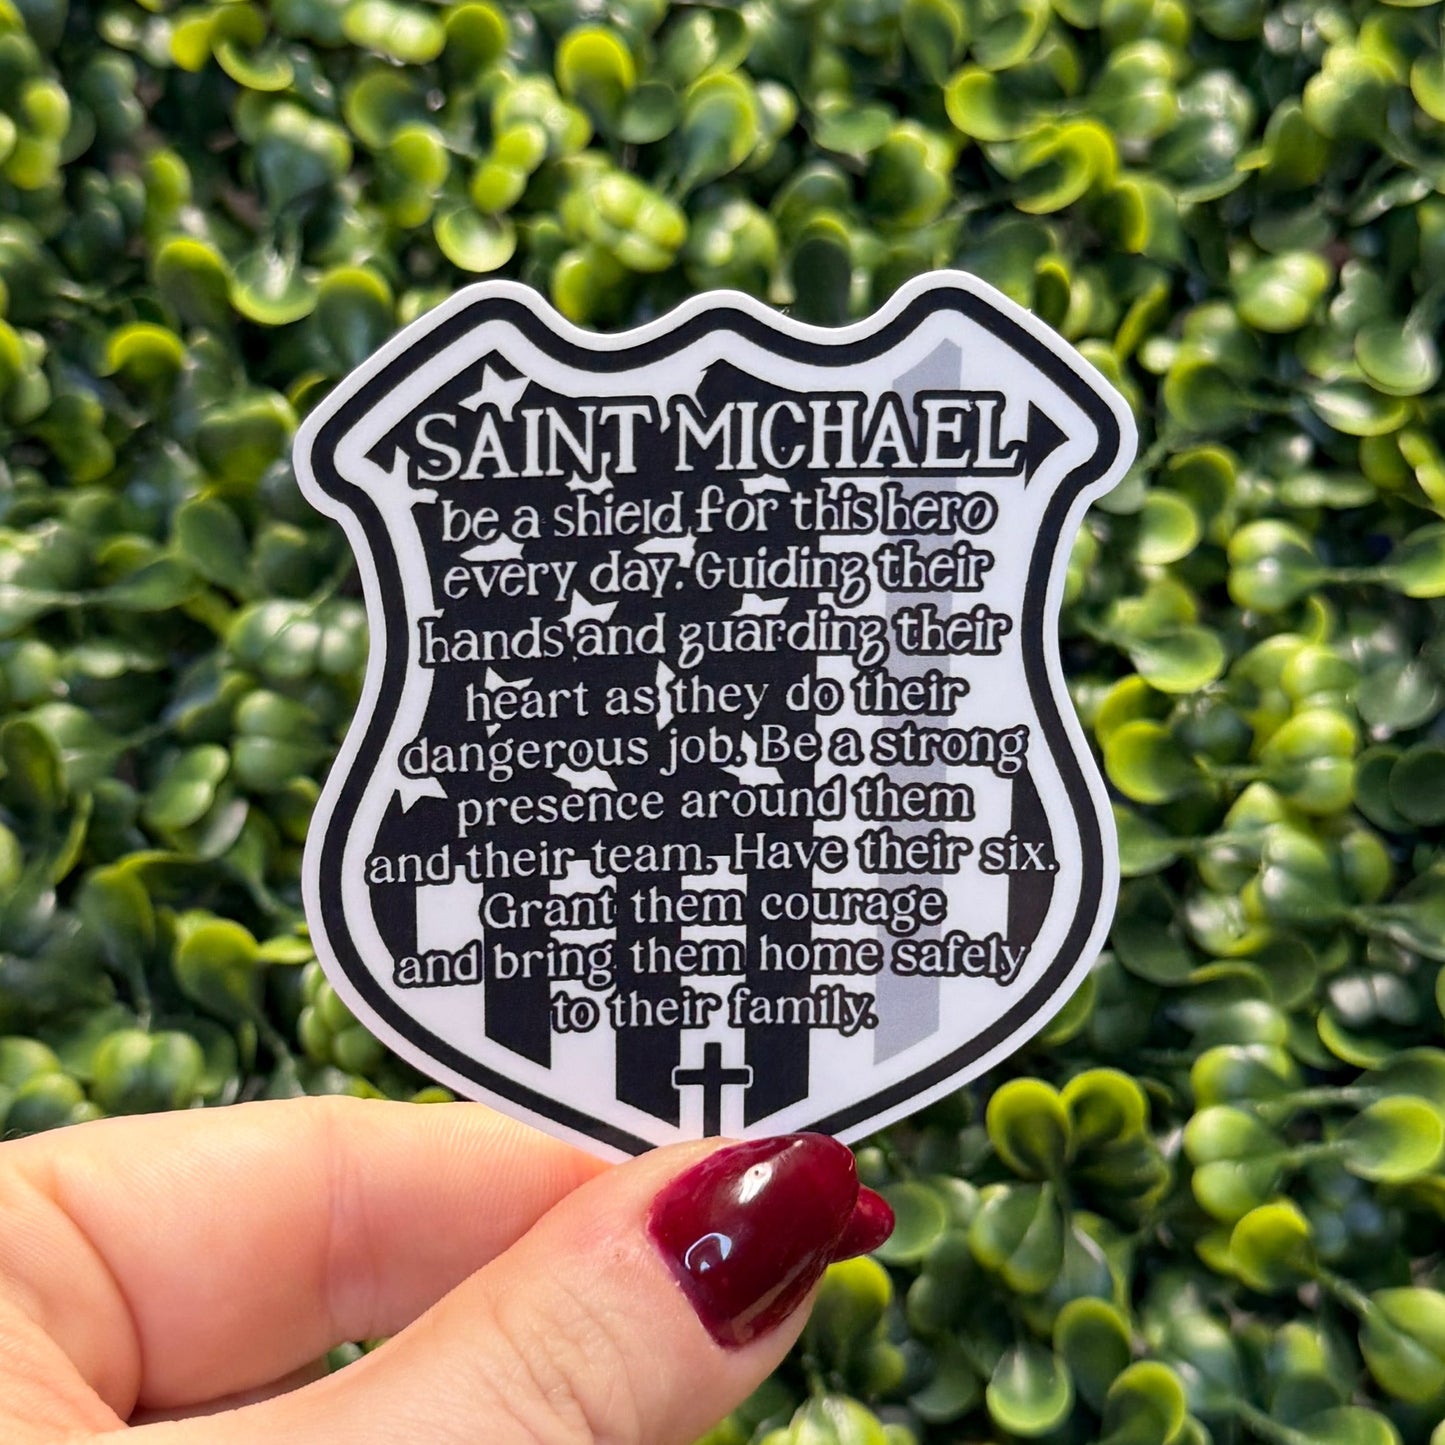 SAINT MICHAEL
be a shield for this hero
every day. Guiding their
hands and guarding their
heart as they do their
dangerous job. Be a strong
presence around them
and their team. Have their six.
Grant them courage
and bring them home safely
to their family.